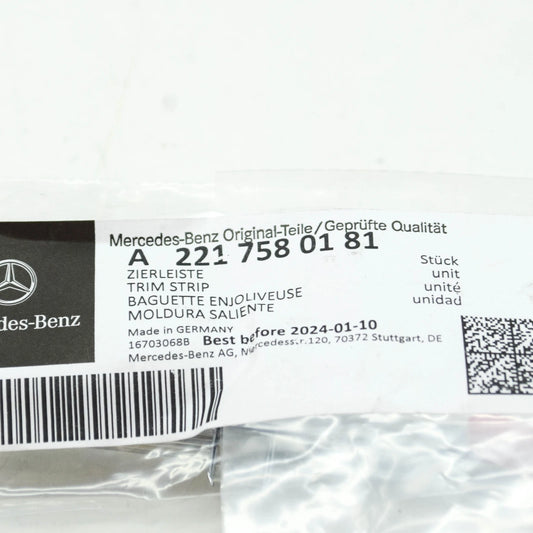 Mercedes-Benz Original-Teile/Geprüfte Qualität
A 221 758 01 81
ZIERLEISTE
TRIM STRIP
BAGUETTE ENJOLIVEUSE
MOLDURA SALIENTE
Stück
unit
unité
unidad
des-Benz
Made in GERMANY
16703068B Best before 2024-01-10
Mercedes-Benz AG, 120, 70372 Stuttgart, DE